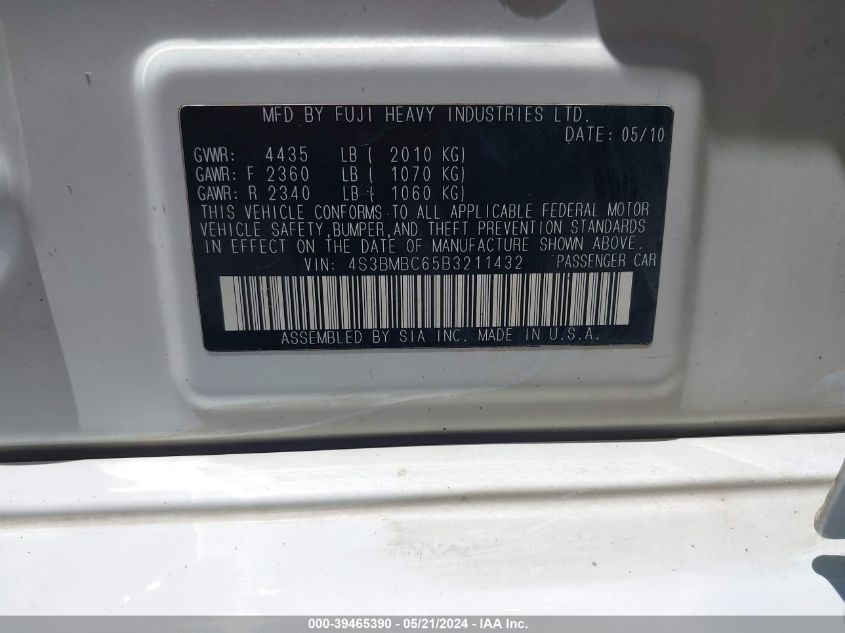 MFD BY FUJI HEAVY INDUSTRIES LTD.
DATE: 05/10
GVWR: 4435 LB ( 2010 KG)
GAWR: F 2360 LB ( 1070 KG)
GAWR: R 2340 LB ( 1060 KG)
THIS VEHICLE CONFORMS TO ALL APPLICABLE FEDERAL MOTOR
VEHICLE SAFETY, BUMPER, AND THEFT PREVENTION STANDARDS
IN EFFECT ON THE DATE OF MANUFACTURE SHOWN ABOVE.
VIN: 4S3BMBC65B3211432 PASSENGER CAR
ASSEMBLED BY SIA INC. MADE IN U.S.A.
000-39465390 - 05/21/2024 - IAA Inc.